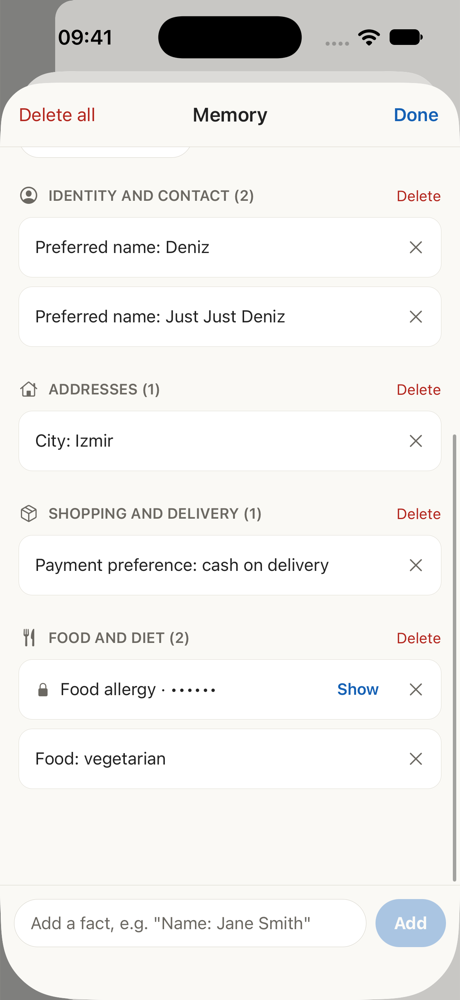 09:41
Delete all Memory Done
IDENTITY AND CONTACT (2) Delete
Preferred name: Deniz
Preferred name: Just Just Deniz
ADDRESSES (1) Delete
City: Izmir
SHOPPING AND DELIVERY (1) Delete
Payment preference: cash on delivery
FOOD AND DIET (2) Delete
Food allergy · •••••• Show
Food: vegetarian
Add a fact, e.g. "Name: Jane Smith" Add